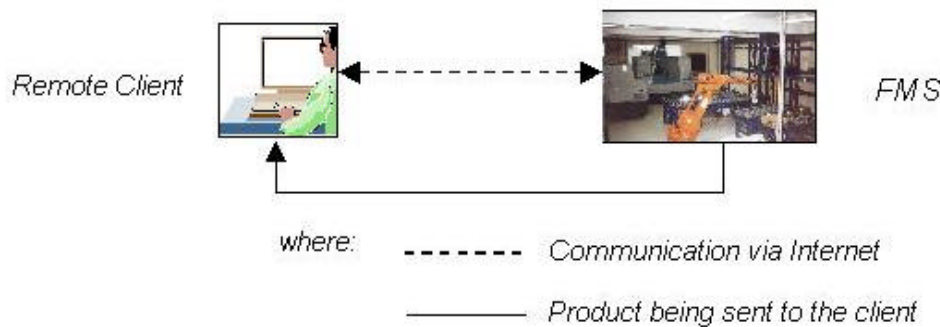 Remote Client
FMS
where:
Communication via Internet
Product being sent to the client